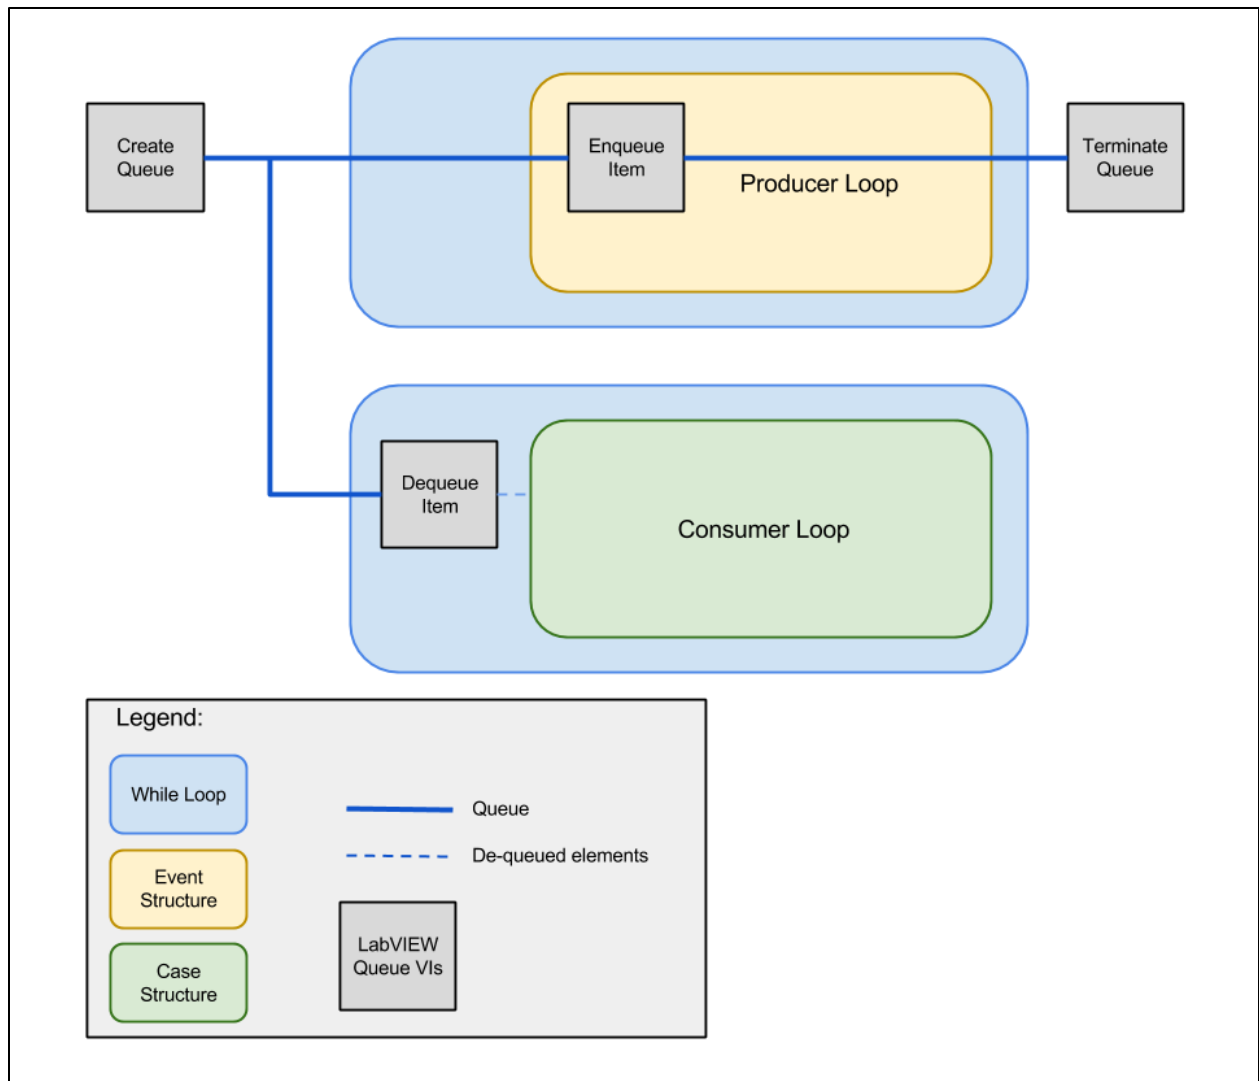 Create
Queue
Enqueue
Item
Producer Loop
Terminate
Queue
Dequeue
Item
Consumer Loop
Legend:
While Loop
Event
Structure
Case
Structure
Queue
De-queued elements
LabVIEW
Queue VIs